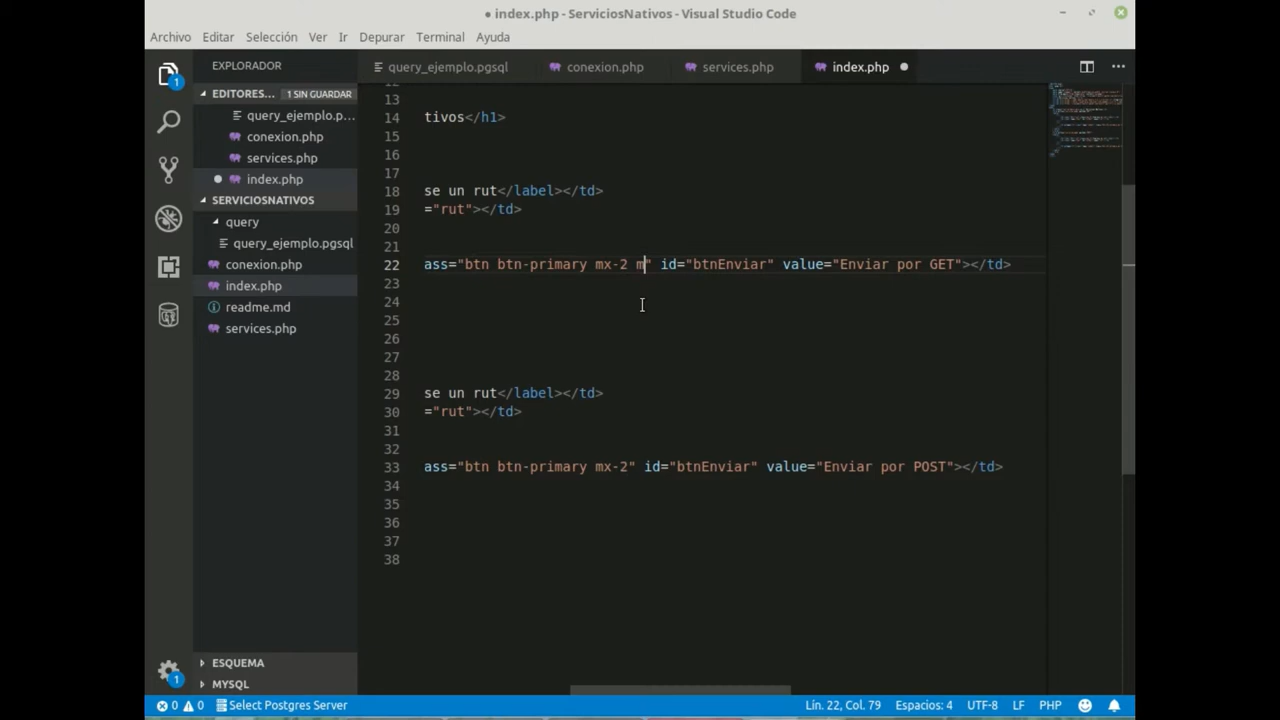 ● index.php - ServiciosNativos - Visual Studio Code
Archivo Editar Selección Ver Ir Depurar Terminal Ayuda
EXPLORADOR
query_ejemplo.pgsql conexion.php services.php index.php
EDITORES... 1 SIN GUARDAR
query_ejemplo.p...
conexion.php
services.php
index.php
SERVICIOSNATIVOS
query
query_ejemplo.pgsql
conexion.php
index.php
readme.md
services.php
ESQUEMA
MYSQL
1
1
13
14 tivos</h1>
15
16
17
18 se un rut</label></td>
19 ="rut"></td>
20
21
22 ass="btn btn-primary mx-2 m" id="btnEnviar" value="Enviar por GET"></td>
23
24
25
26
27
28
29 se un rut</label></td>
30 ="rut"></td>
31
32
33 ass="btn btn-primary mx-2" id="btnEnviar" value="Enviar por POST"></td>
34
35
36
37
38
0 0 Select Postgres Server Lín. 22, Col. 79 Espacios: 4 UTF-8 LF PHP